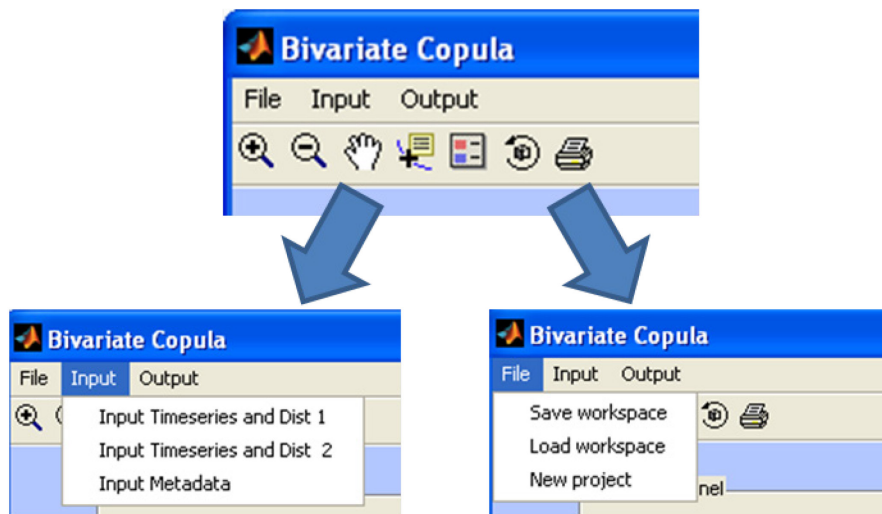 Bivariate Copula
File Input Output
Bivariate Copula
File Input Output
Input Timeseries and Dist 1
Input Timeseries and Dist 2
Input Metadata
Bivariate Copula
File Input Output
Save workspace
Load workspace
New project
nel